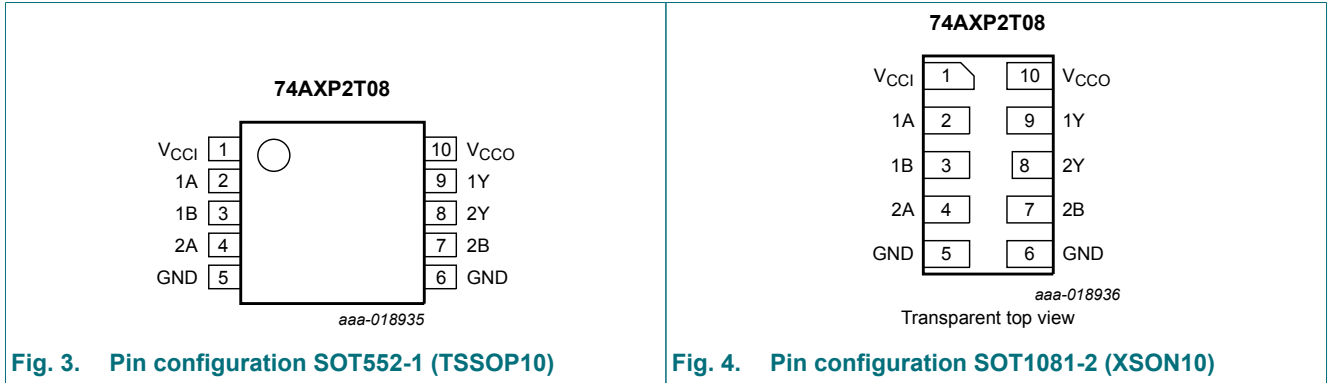 74AXP2T08
VCCI 1 10 VCCO
1A 2 9 1Y
1B 3 8 2Y
2A 4 7 2B
GND 5 6 GND
aaa-018935
Fig. 3. Pin configuration SOT552-1 (TSSOP10)
74AXP2T08
VCCI 1 10 VCCO
1A 2 9 1Y
1B 3 8 2Y
2A 4 7 2B
GND 5 6 GND
aaa-018936
Transparent top view
Fig. 4. Pin configuration SOT1081-2 (XSON10)